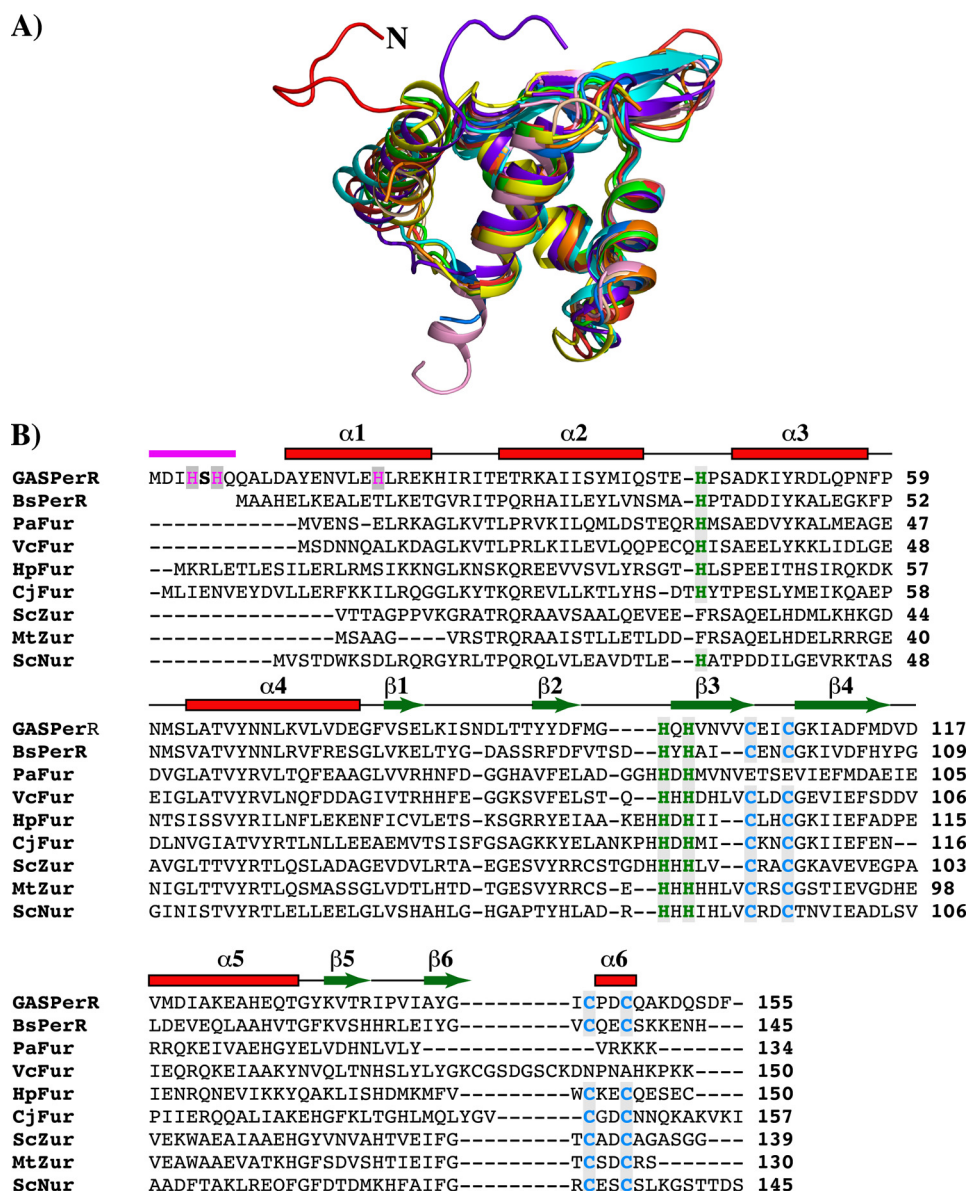 A)
N
B)
α1 α2 α3
GASPerR MDIHSHQQALDAYENVLEHLREKHIRITETRKAIISYMIQSTE-HPSADKIYRDLQPNFP 59
BsPerR MAAHELKEALETLKETGVRITPQRHAILEYLVNSMA-HPTADDIYKALEGKFP 52
PaFur ------------MVENS-ELRKAGLKVTLPRVKILQMLDSTEQRHMSAEDVYKALMEAGE 47
VcFur ------------MSDNNQALKDAGLKVTLPRLKILEVLQQPECQHISAEELYKKLIDLGE 48
HpFur --MKRLETLESILERLRMSIKKNGLKNSKQREEVVSVLYRSGT-HLSPEEITHSIRQKDK 57
CjFur -MLIENVEYDVLLERFKKILRQGGLKYTKQREVLLKTLYHS-DTHYTPESLYMEIKQAEP 58
ScZur ---------------VTTAGPPVKGRATRQRAAVSAALQEVEE-FRSAQELHDMLKHKGD 44
MtZur ---------------MSAAG----VRSTRQRAAISTLLETLDD-FRSAQELHDELRRRGE 40
ScNur ----------MVSTDWKSDLRQRGYRLTPQRQLVLEAVDTLE--HATPDDILGEVRKTAS 48
α4 β1 β2 β3 β4
GASPerR NMSLATVYNNLKVLVDEGFVSELKISNDLTTYYDFMG----HQHVNVVCEICGKIADFMDVD 117
BsPerR NMSVATVYNNLRVFRESGLVKELTYG-DASSRFDFVTSD--HYHAI--CENCGKIVDFHYPG 109
PaFur DVGLATVYRVLTQFEAAGLVVRHNFD-GGHAVFELAD-GGHHDHMVNVETSEVIEFMDAEIE 105
VcFur EIGLATVYRVLNQFDDAGIVTRHHFE-GGKSVFELST-Q--HHHDHLVCLDCGEVIEFSDDV 106
HpFur NTSISSVYRILNFLEKENFICVLETS-KSGRRYEIAA-KEHHDHII--CLHCGKIIEFADPE 115
CjFur DLNVGIATVYRTLNLLEEAEMVTSISFGSAGKKYELANKPHHDHMI--CKNCGKIIEFEN-- 116
ScZur AVGLTTVYRTLQSLADAGEVDVLRTA-EGESVYRRCSTGDHHHHLV--CRACGKAVEVEGPA 103
MtZur NIGLTTVYRTLQSMASSGLVDTLHTD-TGESVYRRCS-E--HHHHHLVCRSCGSTIEVGDHE 98
ScNur GINISTVYRTLELLEELGLVSHAHLG-HGAPTYHLAD-R--HHHIHLVCRDCTNVIEADLSV 106
α5 β5 β6 α6
GASPerR VMDIAKEAHEQTGYKVTRIPVIAYG---------ICPDCQAKDQSDF- 155
BsPerR LDEVEQLAAHVTGFKVSHHRLEIYG---------VCQECSKKENH--- 145
PaFur RRQKEIVAEHGYELVDHNLVLY--------------VRKKK------- 134
VcFur IEQRQKEIAAKYNVQLTNHSLYLYGKCGSDGSCKDNPNAHKPKK---- 150
HpFur IENRQNEVIKKYQAKLISHDMKMFV---------WCKECQESEC---- 150
CjFur PIIERQQALIAKEHGFKLTGHLMQLYGV-------CGDCNNQKAKVKI 157
ScZur VEKWAEAIAAEHGYVNVAHTVEIFG---------TCADCAGASGG--- 139
MtZur VEAWAAEVATKHGFSDVSHTIEIFG---------TCSDCRS------- 130
ScNur AADFTAKLREQFGFDTDMKHFAIFG---------RCESCSLKGSTTDS 145